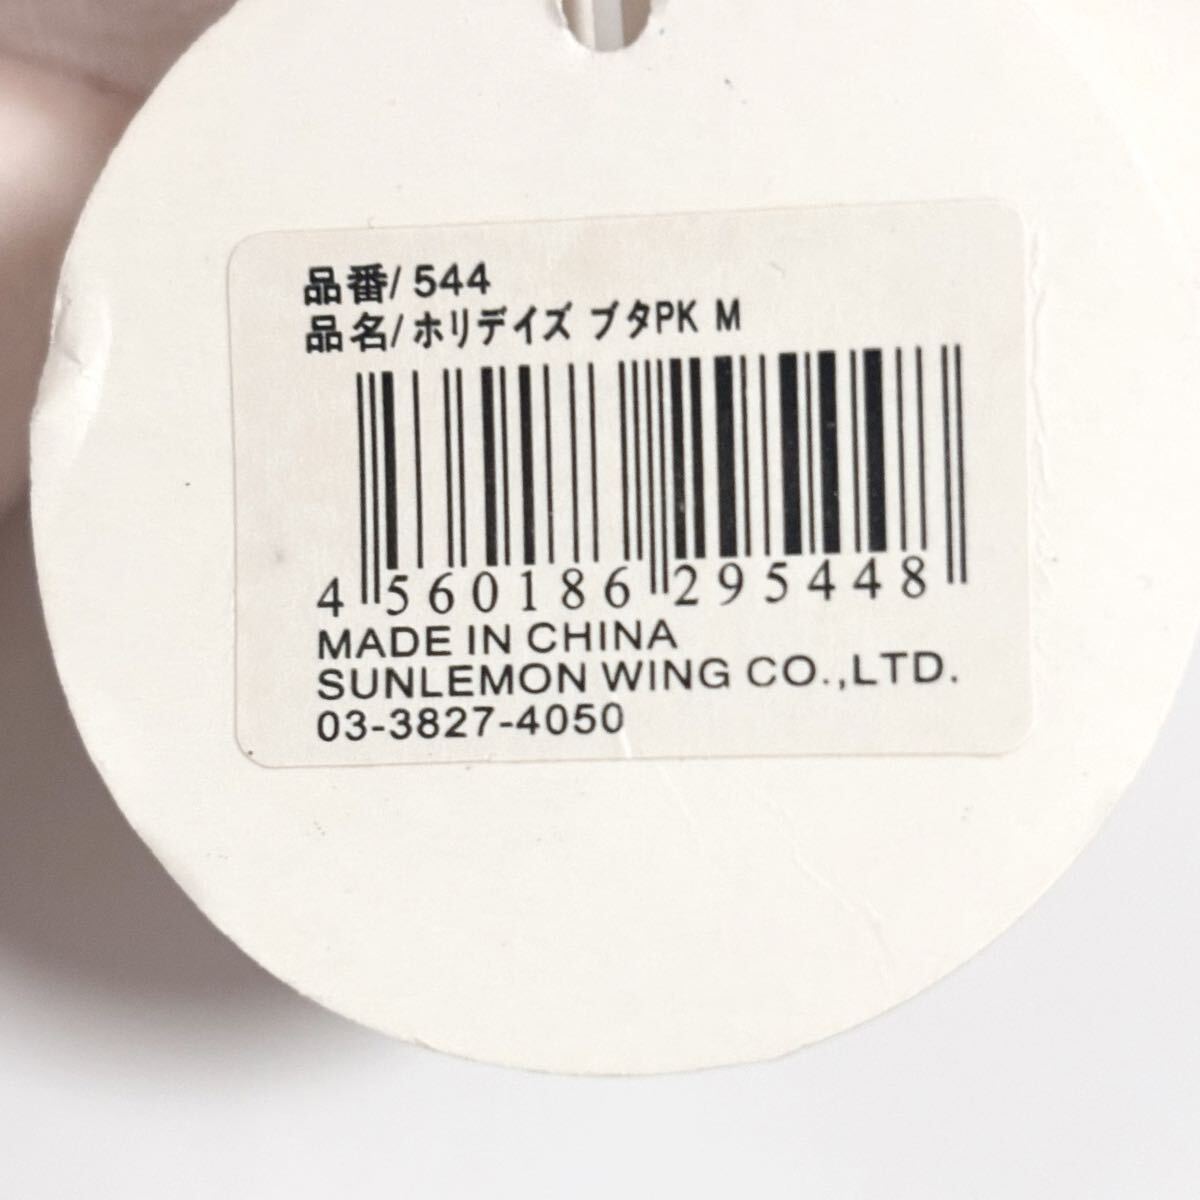 品番/ 544
品名/ ホリデイズ ブタPK M
4 560186 295448
MADE IN CHINA
SUNLEMON WING CO.,LTD.
03-3827-4050